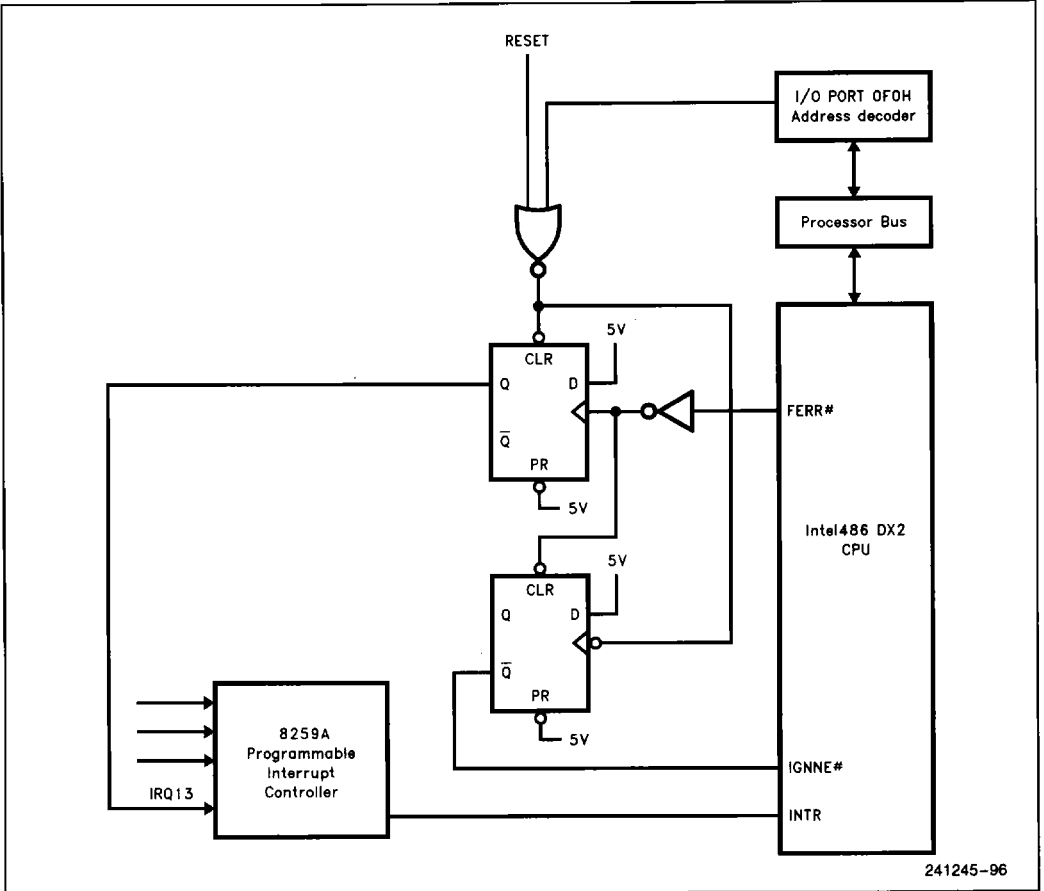 RESET
I/O PORT 0F0H
Address decoder
Processor Bus
5V
CLR
Q
D
Q̅
PR
5V
FERR#
Intel486 DX2
CPU
5V
CLR
Q
D
Q̅
PR
5V
8259A
Programmable
Interrupt
Controller
IRQ13
IGNNE#
INTR
241245–96